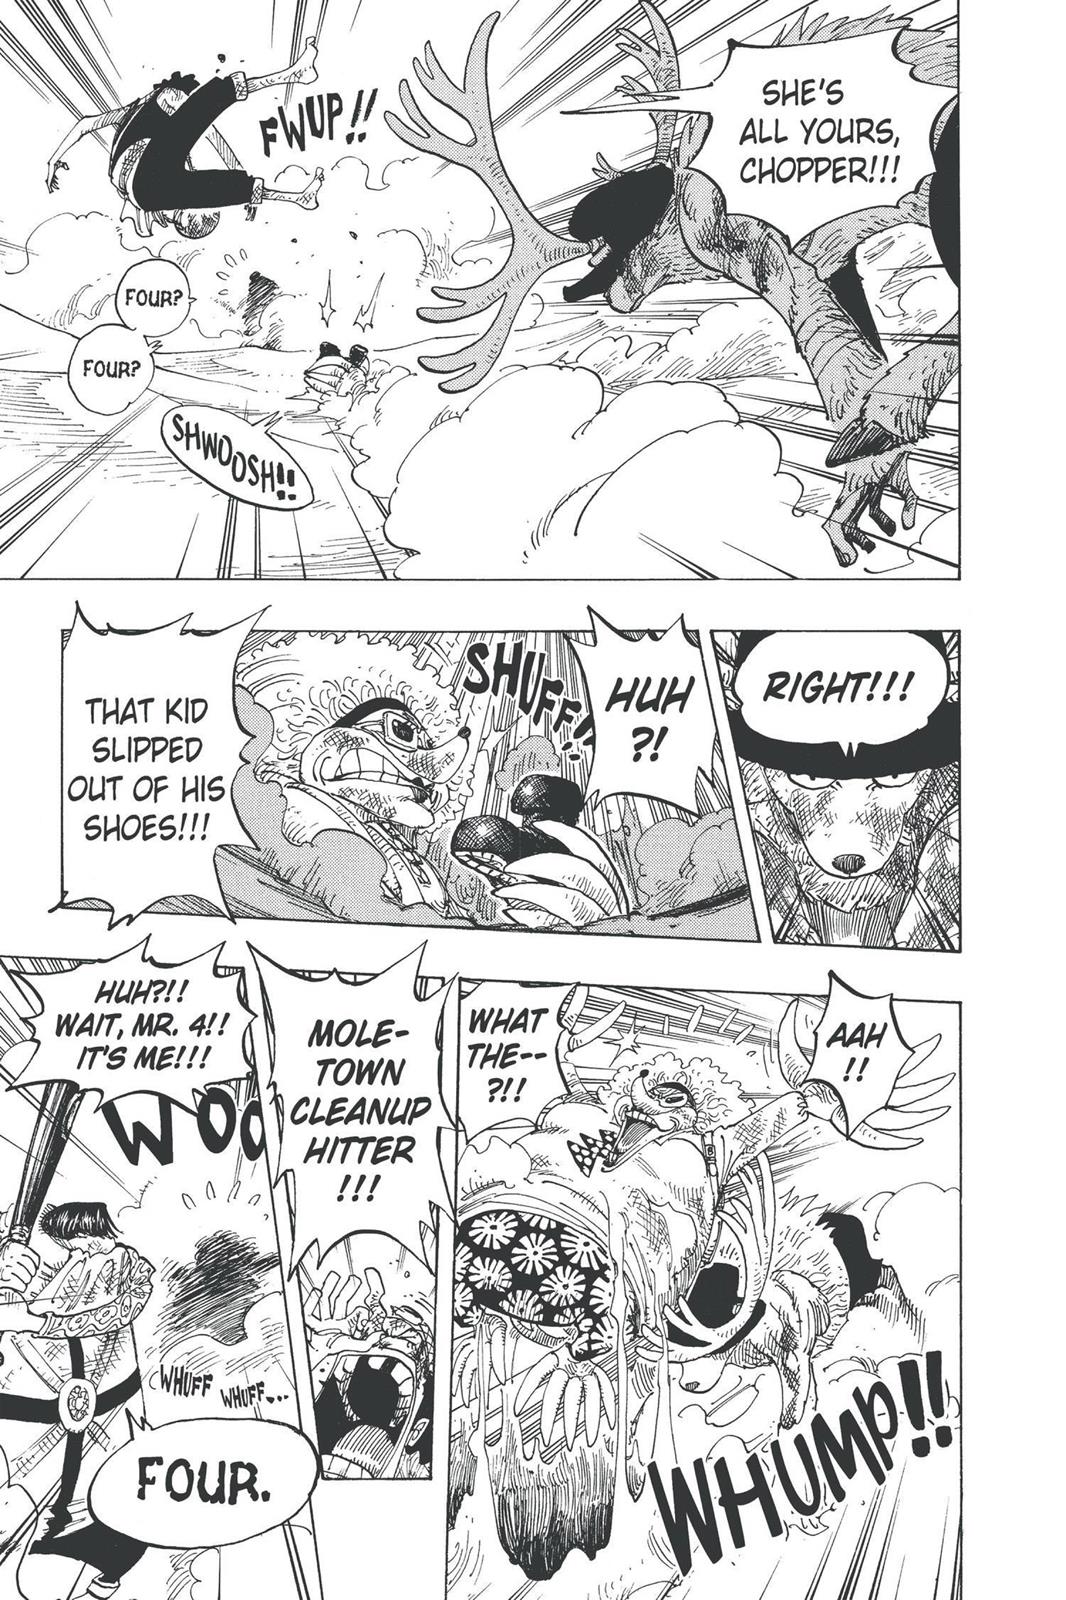 SHE'S
ALL YOURS,
CHOPPER!!!
FWUP!!
FOUR?
FOUR?
SHWOOSH!!
RIGHT!!!
HUH
?!
SHUFF!!
THAT KID
SLIPPED
OUT OF HIS
SHOES!!!
AAH
!!
WHAT
THE--
?!!
WHUMP!!
MOLE-
TOWN
CLEANUP
HITTER
!!!
HUH?!!
WAIT, MR. 4!!
IT'S ME!!!
WOO
WHUFF
WHUFF...
FOUR.
B